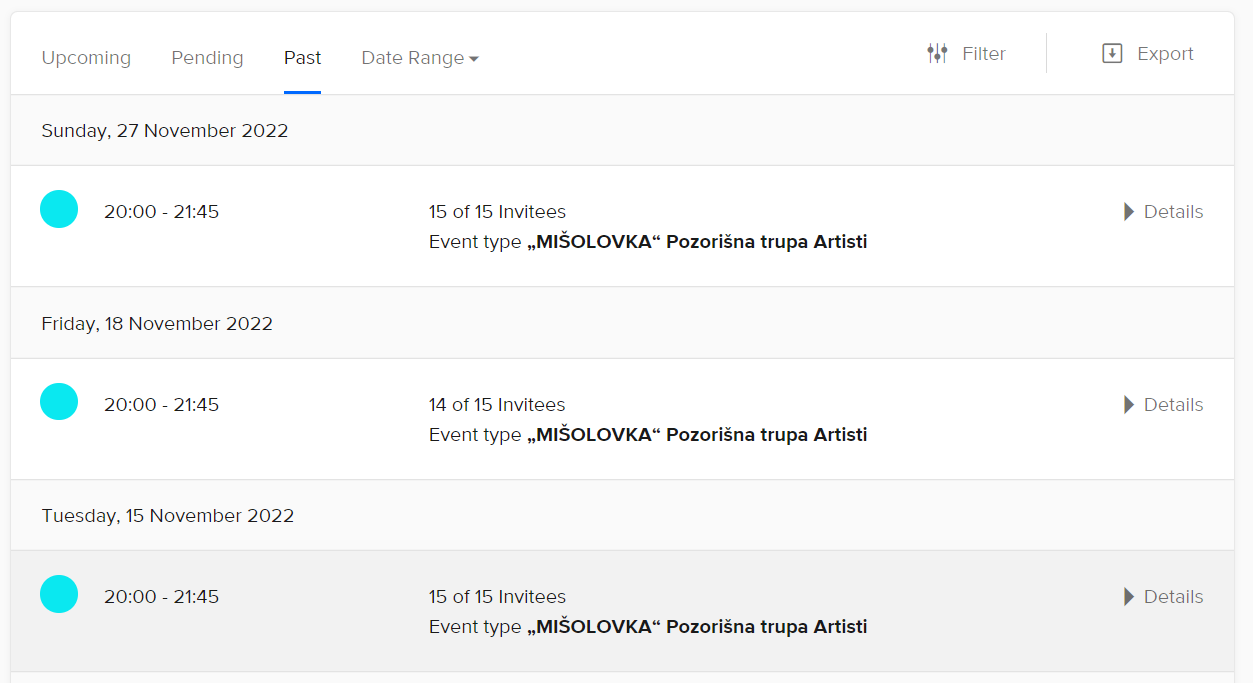 Upcoming Pending Past Date Range Filter Export
Sunday, 27 November 2022
20:00 - 21:45 15 of 15 Invitees Details
Event type „MIŠOLOVKA“ Pozorišna trupa Artisti
Friday, 18 November 2022
20:00 - 21:45 14 of 15 Invitees Details
Event type „MIŠOLOVKA“ Pozorišna trupa Artisti
Tuesday, 15 November 2022
20:00 - 21:45 15 of 15 Invitees Details
Event type „MIŠOLOVKA“ Pozorišna trupa Artisti